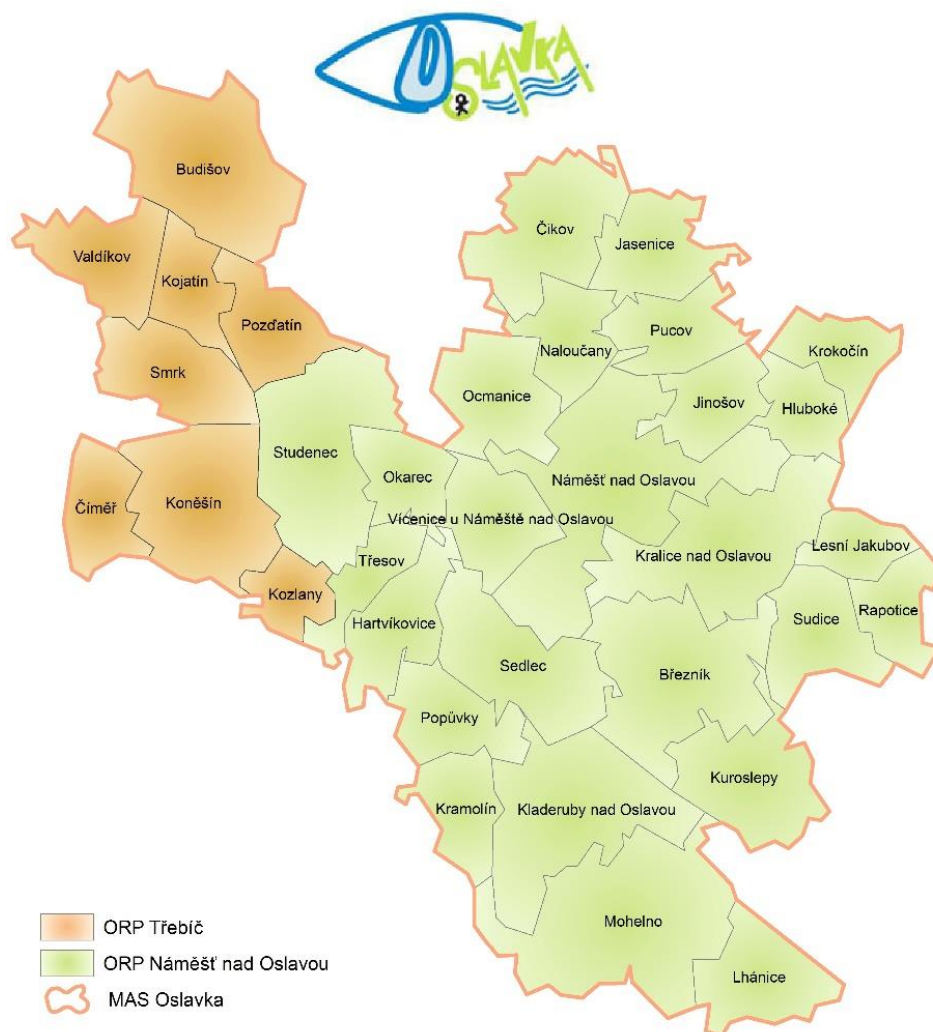 OSLAVKA
Budišov
Čikov
Jasenice
Valdíkov
Kojatín
Pozďatín
Naloučany
Pucov
Krokočín
Smrk
Ocmanice
Jinošov
Hluboké
Studenec
Okarec
Náměšť nad Oslavou
Číměř
Koněšín
Vícenice u Náměště nad Oslavou
Kralice nad Oslavou
Lesní Jakubov
Třesov
Kozlany
Hartvíkovice
Sudice
Rapotice
Sedlec
Březník
Popůvky
Kuroslepy
Kramolín
Kladeruby nad Oslavou
Mohelno
Lhánice
ORP Třebíč
ORP Náměšť nad Oslavou
MAS Oslavka